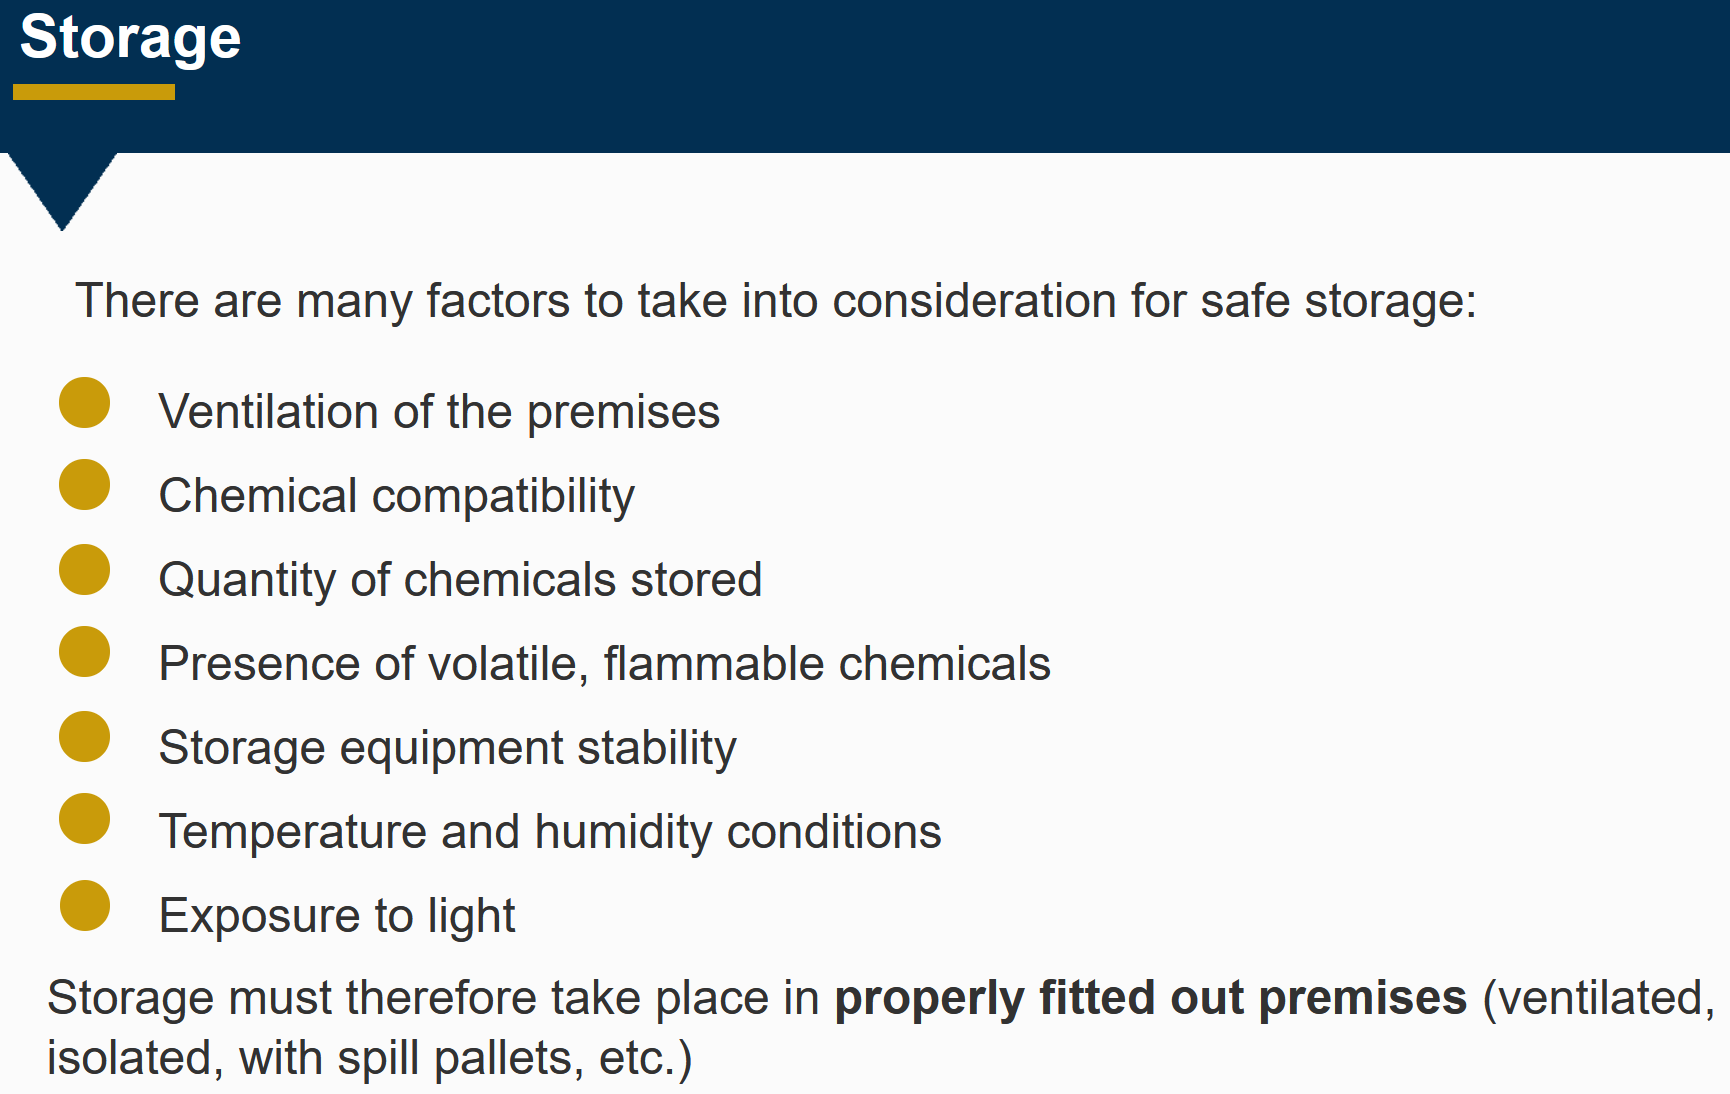 Storage
There are many factors to take into consideration for safe storage:
Ventilation of the premises
Chemical compatibility
Quantity of chemicals stored
Presence of volatile, flammable chemicals
Storage equipment stability
Temperature and humidity conditions
Exposure to light
Storage must therefore take place in properly fitted out premises (ventilated,
isolated, with spill pallets, etc.)